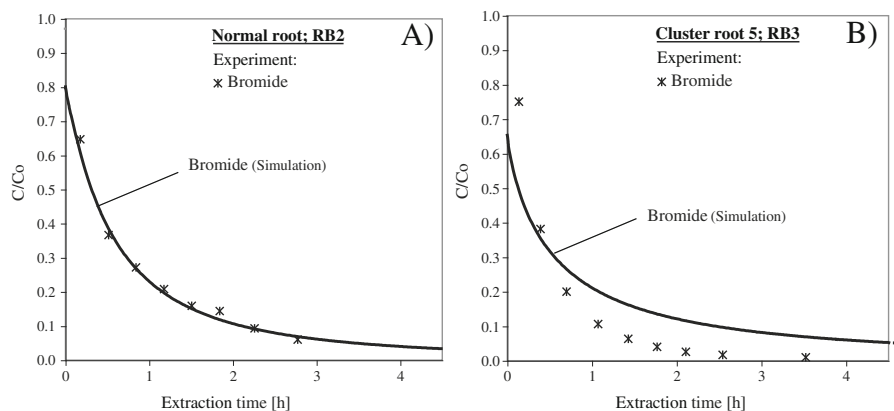 Normal root; RB2
A)
Experiment:
Bromide
Bromide (Simulation)
C/Co
1.0
0.9
0.8
0.7
0.6
0.5
0.4
0.3
0.2
0.1
0.0
0 1 2 3 4
Extraction time [h]
Cluster root 5; RB3
B)
Experiment:
Bromide
Bromide (Simulation)
C/Co
1.0
0.9
0.8
0.7
0.6
0.5
0.4
0.3
0.2
0.1
0.0
0 1 2 3 4
Extraction time [h]